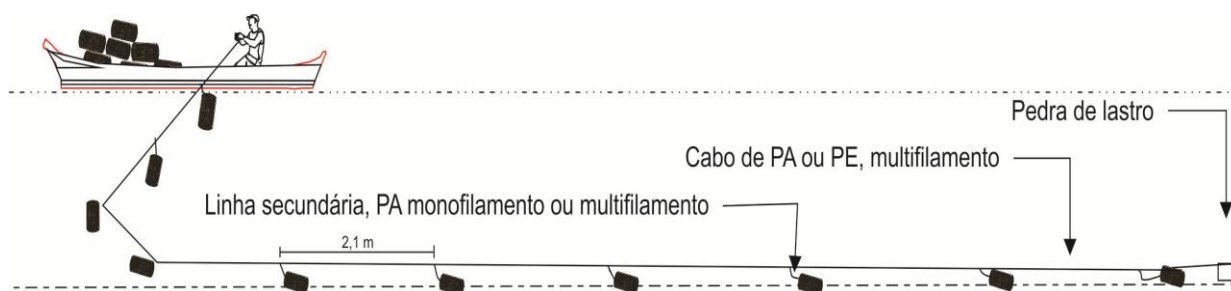 Pedra de lastro
Cabo de PA ou PE, multifilamento
Linha secundária, PA monofilamento ou multifilamento
2,1 m